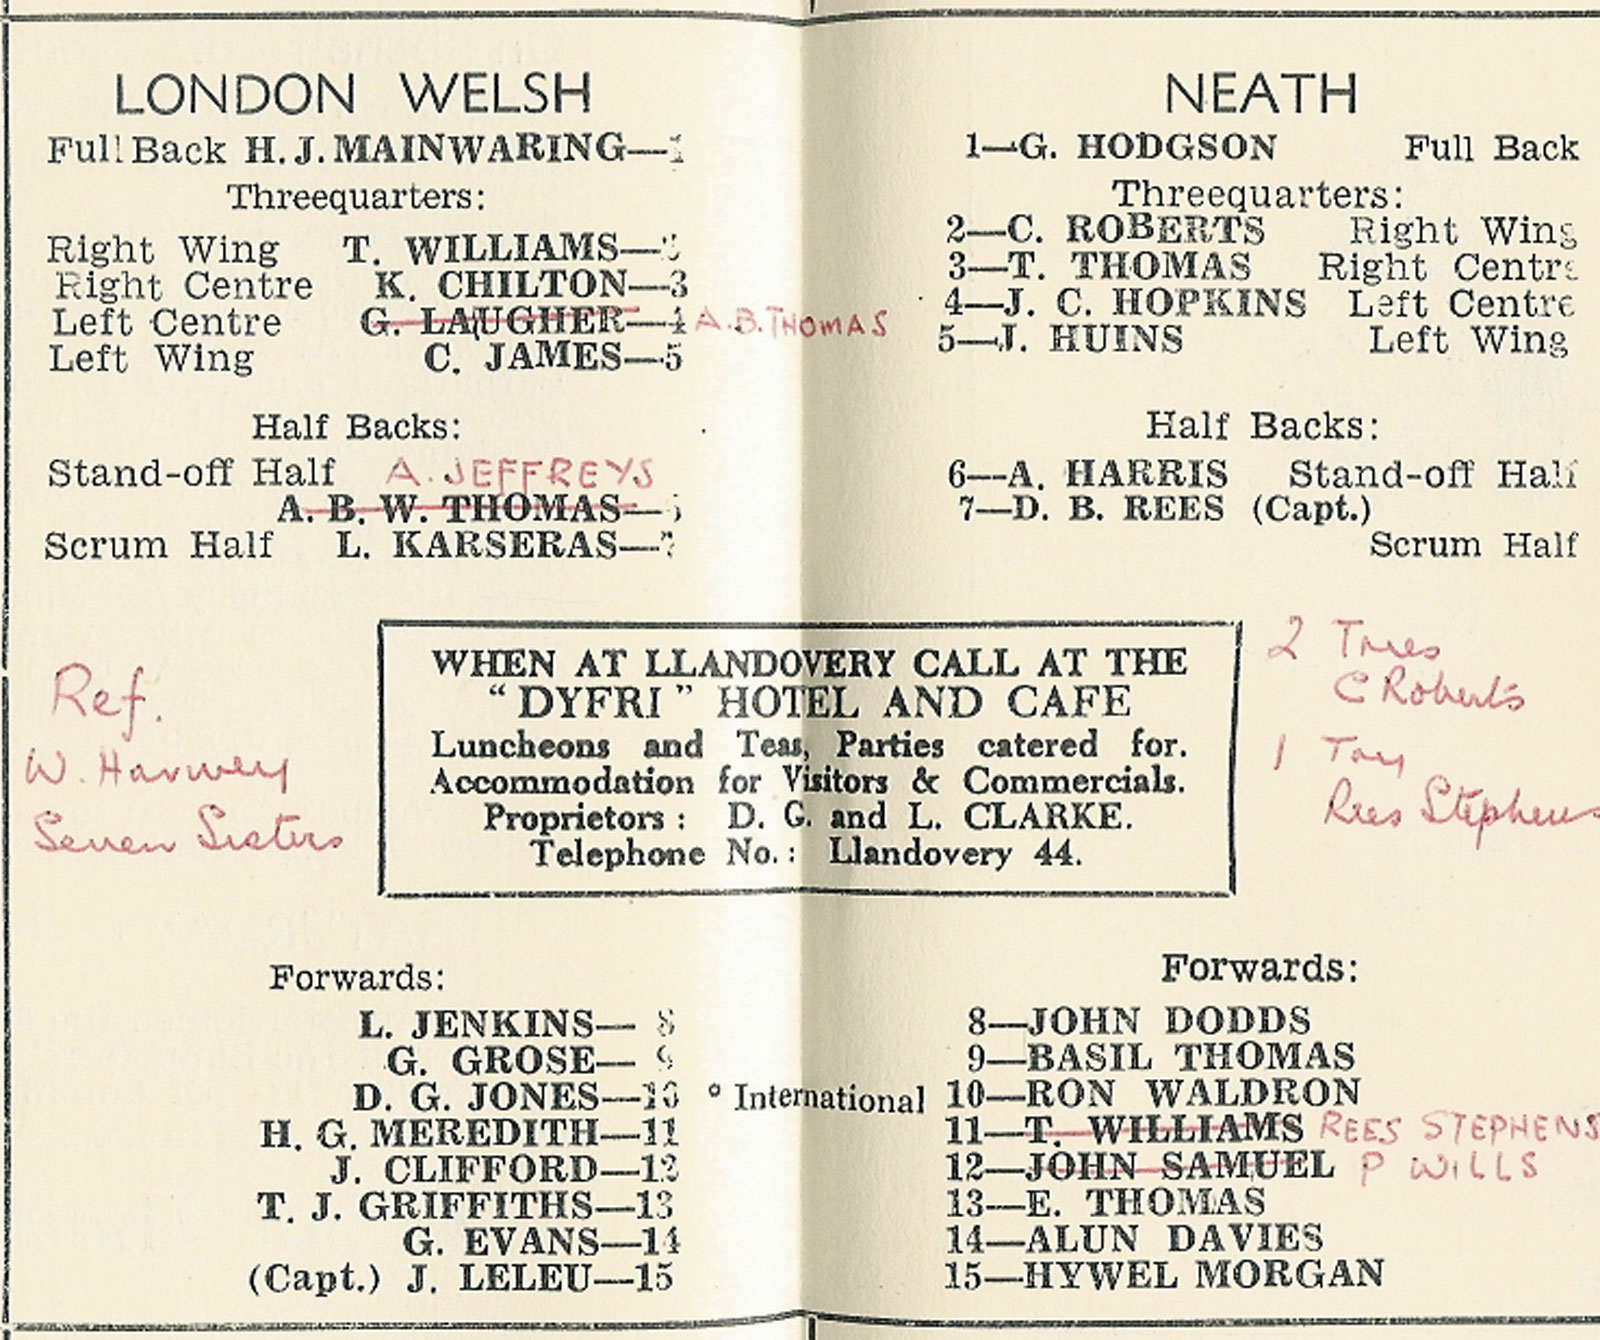 LONDON WELSH
Full Back H. J. MAINWARING—1
Threequarters:
Right Wing T. WILLIAMS—
Right Centre K. CHILTON—3
Left Centre G. LAUGHER—4 A.B. THOMAS
Left Wing C. JAMES—5
Half Backs:
Stand-off Half A. JEFFREYS
A. B. W. THOMAS—
Scrum Half L. KARSERAS—7
Ref.
W. Harvey
Seven Sisters
Forwards:
L. JENKINS— 8
G. GROSE— 9
D. G. JONES—10
H. G. MEREDITH—11
J. CLIFFORD—12
T. J. GRIFFITHS—13
G. EVANS—14
(Capt.) J. LELEU—15
WHEN AT LLANDOVERY CALL AT THE
“DYFRI” HOTEL AND CAFE
Luncheons and Teas, Parties catered for.
Accommodation for Visitors & Commercials.
Proprietors : D. G. and L. CLARKE.
Telephone No. : Llandovery 44.
° International
NEATH
1—G. HODGSON Full Back
Threequarters:
2—C. ROBERTS Right Wing
3—T. THOMAS Right Centre
4—J. C. HOPKINS Left Centre
5—J. HUINS Left Wing
Half Backs:
6—A. HARRIS Stand-off Half
7—D. B. REES (Capt.)
Scrum Half
2 Tries
C Roberts
1 Try
Rees Stephens
Forwards:
8—JOHN DODDS
9—BASIL THOMAS
10—RON WALDRON
11—T. WILLIAMS REES STEPHENS
12—JOHN SAMUEL P WILLS
13—E. THOMAS
14—ALUN DAVIES
15—HYWEL MORGAN